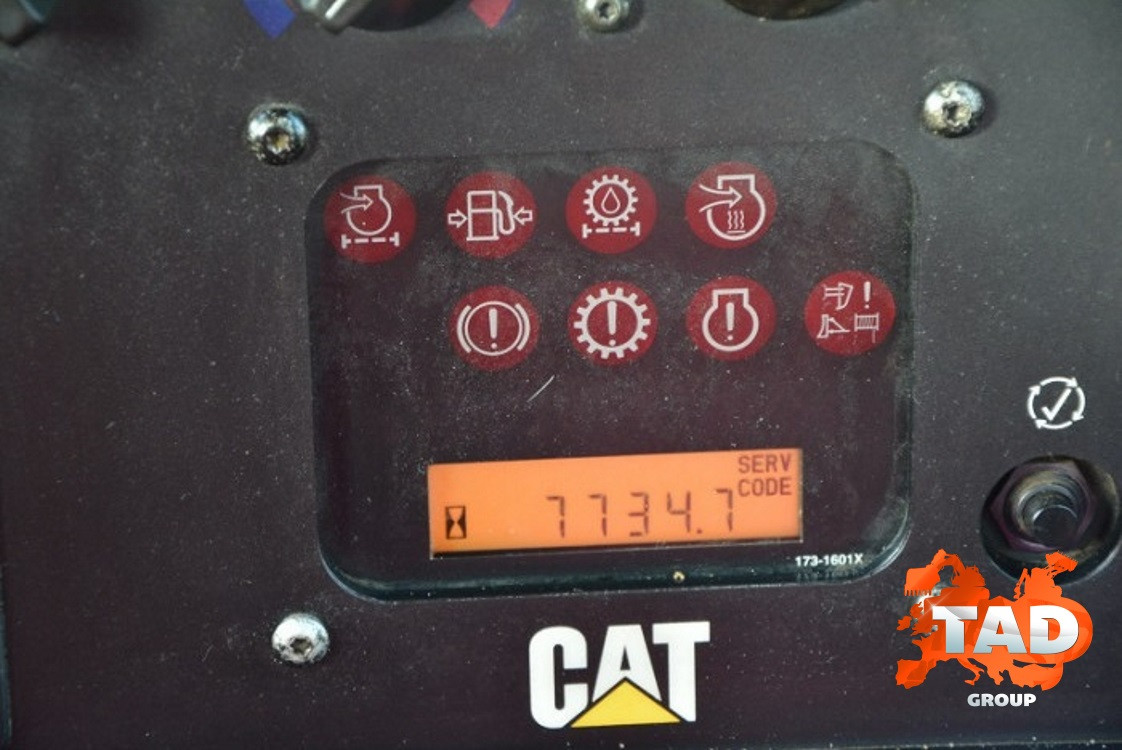 SERV
CODE
7734.7
173-1601X
CAT
TAD
GROUP